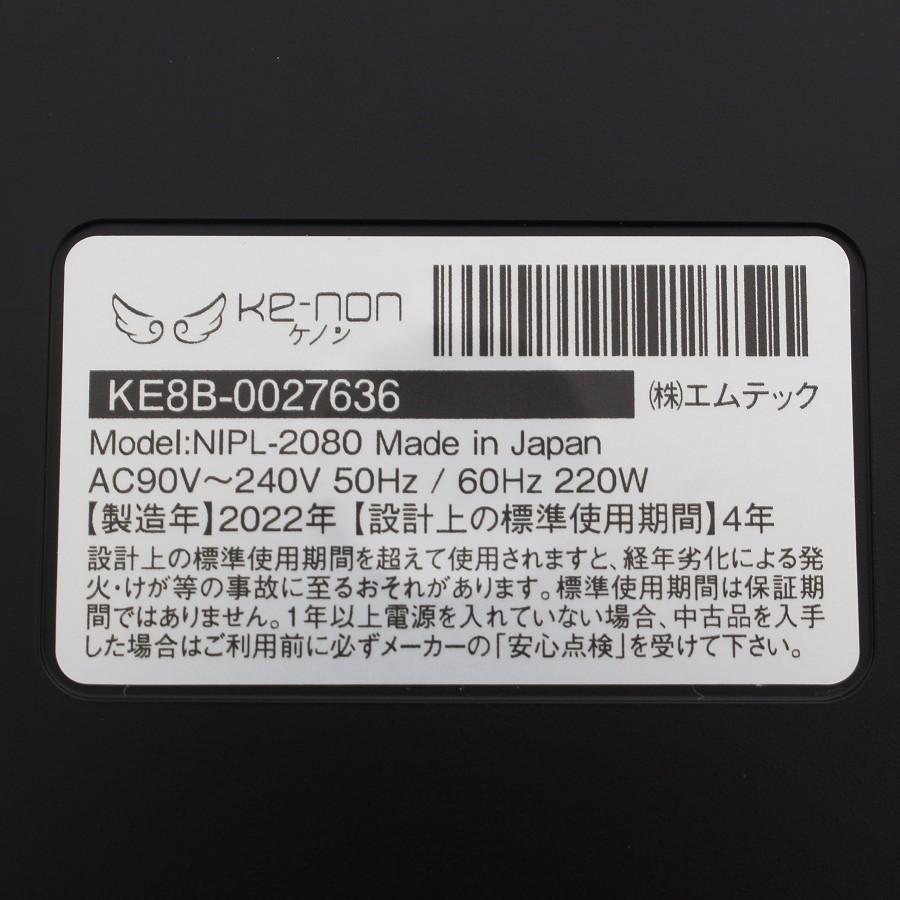 Ke-non
ケノン
KE8B-0027636
㈱エムテック
Model:NIPL-2080 Made in Japan
AC90V～240V 50Hz / 60Hz 220W
【製造年】2022年【設計上の標準使用期間】4年
設計上の標準使用期間を超えて使用されますと、経年劣化による発
火・けが等の事故に至るおそれがあります。標準使用期間は保証期
間ではありません。1年以上電源を入れていない場合、中古品を入手
した場合はご利用前に必ずメーカーの「安心点検」を受けて下さい。